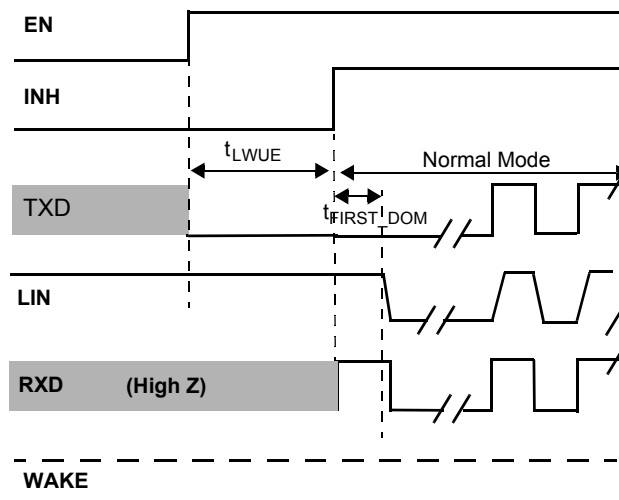 EN
INH
tLWUE
Normal Mode
TXD
tFIRST_DOM
LIN
RXD (High Z)
WAKE